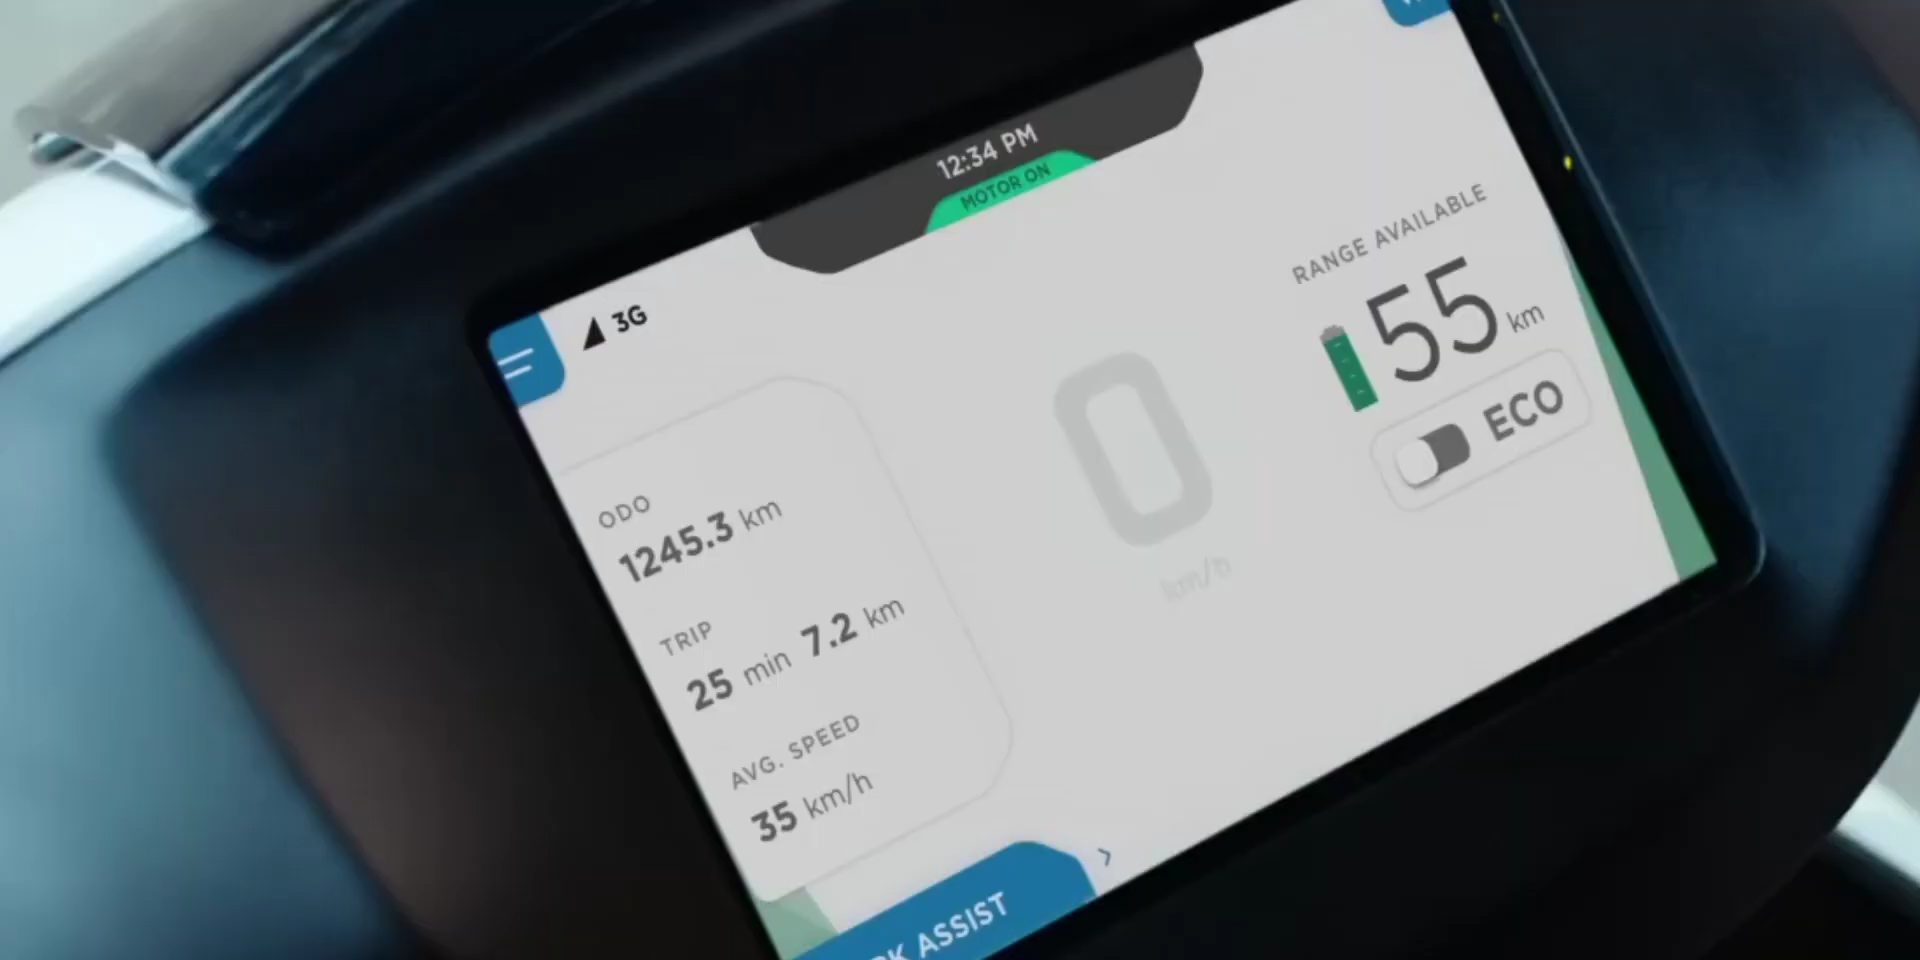 12:34 PM
MOTOR ON
3G
RANGE AVAILABLE
55 km
ECO
0
km/h
ODO
1245.3 km
TRIP
25 min 7.2 km
AVG. SPEED
35 km/h
ASSIST